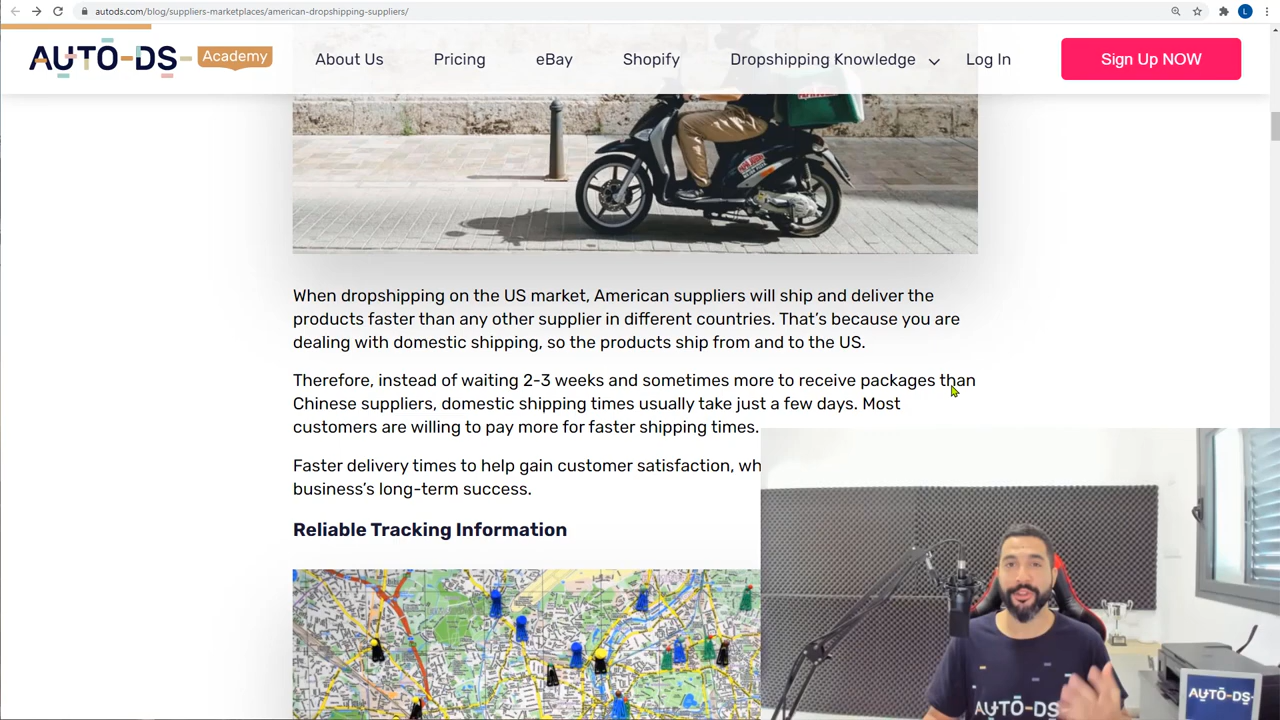 autods.com/blog/suppliers-marketplaces/american-dropshipping-suppliers/
L
AUTO-DS- Academy
About Us
Pricing
eBay
Shopify
Dropshipping Knowledge
Log In
Sign Up NOW
When dropshipping on the US market, American suppliers will ship and deliver the
products faster than any other supplier in different countries. That's because you are
dealing with domestic shipping, so the products ship from and to the US.
Therefore, instead of waiting 2-3 weeks and sometimes more to receive packages than
Chinese suppliers, domestic shipping times usually take just a few days. Most
customers are willing to pay more for faster shipping times.
Faster delivery times to help gain customer satisfaction, wh
business's long-term success.
Reliable Tracking Information
AUTO-DS
AUTO-DS-